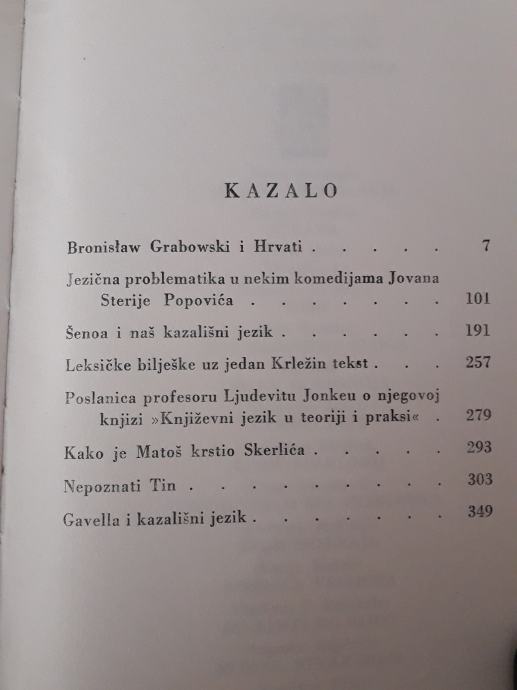 KAZALO
Bronisław Grabowski i Hrvati . . . . . 7
Jezična problematika u nekim komedijama Jovana
Sterije Popovića . . . . . . . 101
Šenoa i naš kazališni jezik . . . . . . 191
Leksičke bilješke uz jedan Krležin tekst . . . 257
Poslanica profesoru Ljudevitu Jonkeu o njegovoj
knjizi »Književni jezik u teoriji i praksi« . 279
Kako je Matoš krstio Skerlića . . . . . 293
Nepoznati Tin . . . . . . . . . 303
Gavella i kazališni jezik . . . . . . . 349